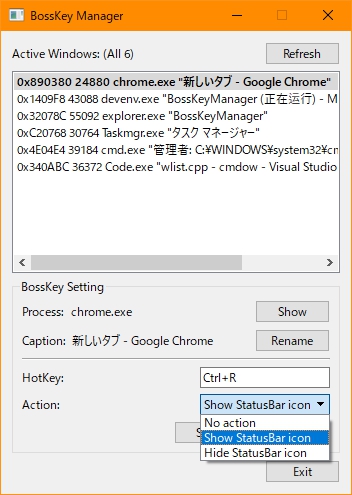 BossKey Manager
Active Windows: (All 6)
Refresh
0x890380 24880 chrome.exe "新しいタブ - Google Chrome"
0x1409F8 43088 devenv.exe "BossKeyManager (正在运行) - M
0x32078C 55092 explorer.exe "BossKeyManager"
0xC20768 30764 Taskmgr.exe "タスク マネージャー"
0x4E04E4 39184 cmd.exe "管理者: C:¥WINDOWS¥system32¥cm
0x340ABC 36372 Code.exe "wlist.cpp - cmdow - Visual Studio
BossKey Setting
Process: chrome.exe
Show
Caption: 新しいタブ - Google Chrome
Rename
HotKey:
Ctrl+R
Action:
Show StatusBar icon
No action
Show StatusBar icon
Hide StatusBar icon
Exit